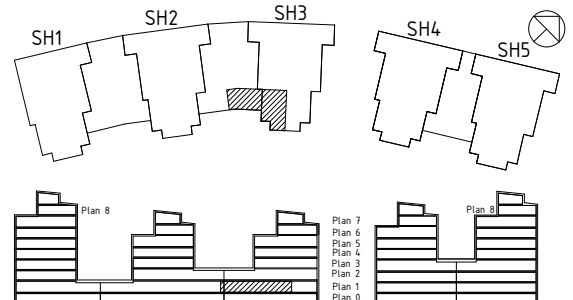 SH1
SH2
SH3
SH4
SH5
Plan 8
Plan 7
Plan 6
Plan 5
Plan 4
Plan 3
Plan 2
Plan 1
Plan 0
Plan 8